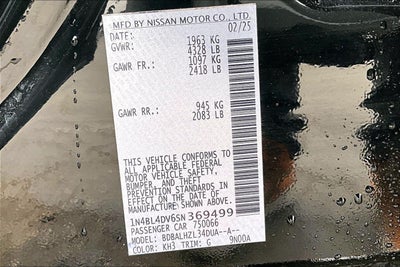 MFD BY NISSAN MOTOR CO., LTD.
DATE: 02/25
GVWR: 1963 KG
4328 LB
GAWR FR.: 1097 KG
2418 LB
GAWR RR.: 945 KG
2083 LB
THIS VEHICLE CONFORMS TO
ALL APPLICABLE FEDERAL
MOTOR VEHICLE SAFETY,
BUMPER, AND THEFT
PREVENTION STANDARDS IN
EFFECT ON THE DATE OF
MANUFACTURE SHOWN ABOVE.
1N4BL4DV6SN369499
PASSENGER CAR 750066
MODEL: BDBALHZL34DUA--A--
COLOR: KH3 TRIM: G 9N00A